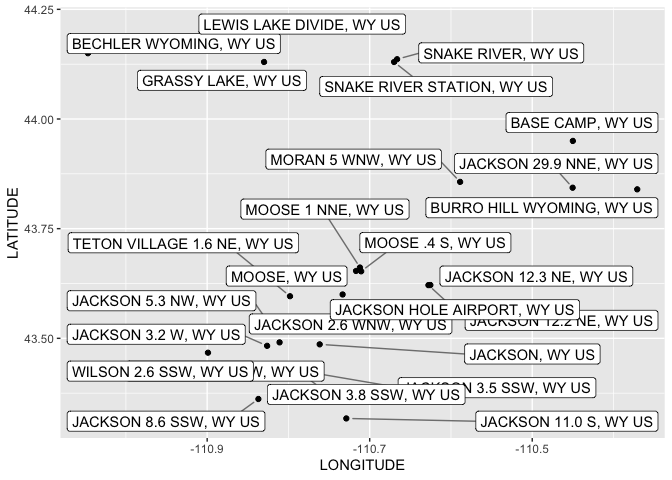 44.25
LEWIS LAKE DIVIDE, WY US
BECHLER WYOMING, WY US
SNAKE RIVER, WY US
GRASSY LAKE, WY US
SNAKE RIVER STATION, WY US
44.00
BASE CAMP, WY US
MORAN 5 WNW, WY US
JACKSON 29.9 NNE, WY US
BURRO HILL WYOMING, WY US
MOOSE 1 NNE, WY US
LATITUDE
43.75
TETON VILLAGE 1.6 NE, WY US
MOOSE .4 S, WY US
MOOSE, WY US
JACKSON 12.3 NE, WY US
JACKSON 5.3 NW, WY US
JACKSON HOLE AIRPORT, WY US
JACKSON 2.6 WNW, WY US
JACKSON 12.2 NE, WY US
43.50
JACKSON 3.2 W, WY US
JACKSON, WY US
WILSON 2.6 SSW, WY US
W, WY US
JACKSON 3.5 SSW, WY US
JACKSON 3.8 SSW, WY US
JACKSON 8.6 SSW, WY US
JACKSON 11.0 S, WY US
-110.9
-110.7
-110.5
LONGITUDE